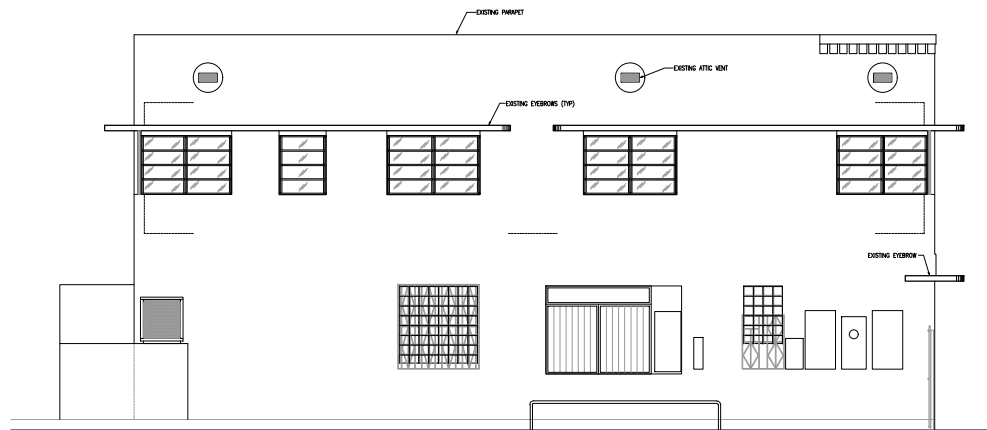 EXISTING PARAPET
EXISTING ATTIC VENT
EXISTING EYEBROWS (TYP)
EXISTING EYEBROW